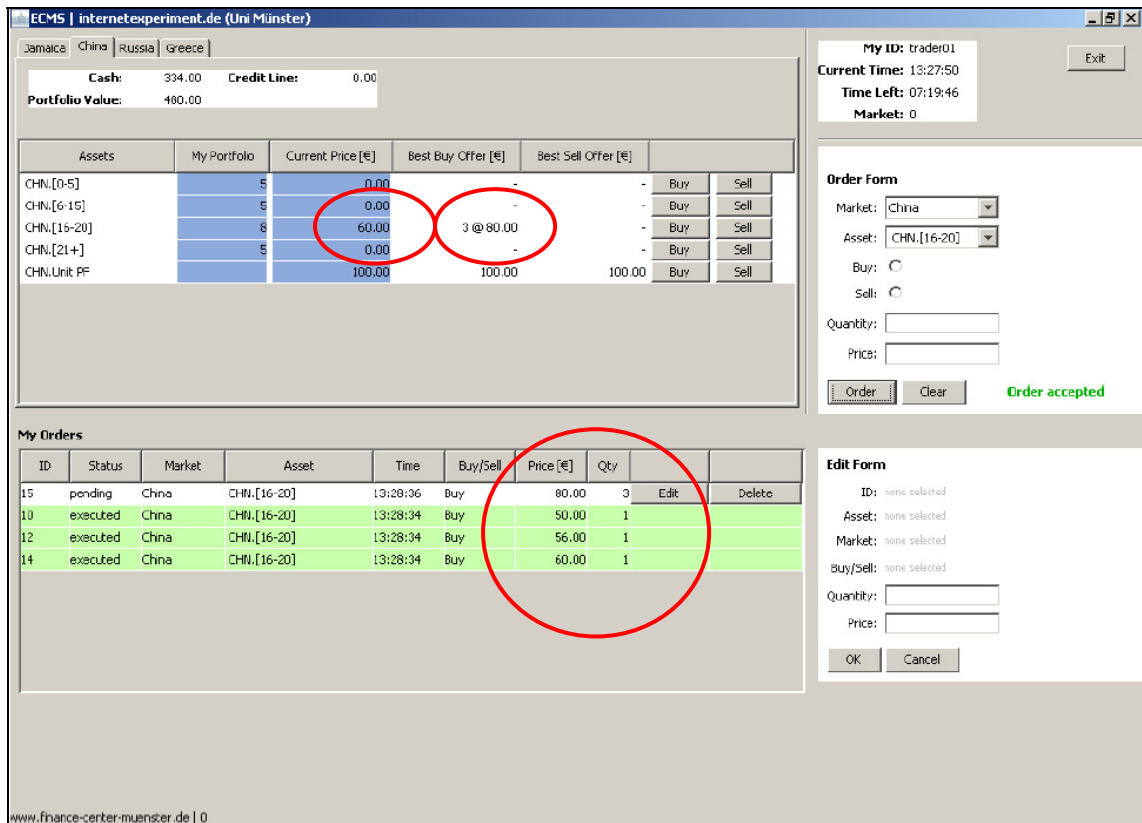 ECMS | internetexperiment.de (Uni Münster)
Jamaica China Russia Greece
Cash: 334.00 Credit Line: 0.00
Portfolio Value: 480.00
My ID: trader01
Current Time: 13:27:50
Time Left: 07:19:46
Market: 0
Exit
Assets My Portfolio Current Price [€] Best Buy Offer [€] Best Sell Offer [€]
CHN.[0-5] 5 0.00 - - Buy Sell
CHN.[6-15] 5 0.00 - - Buy Sell
CHN.[16-20] 8 60.00 3 @ 80.00 - Buy Sell
CHN.[21+] 5 0.00 - - Buy Sell
CHN.Unit PF 100.00 100.00 100.00 Buy Sell
Order Form
Market: China
Asset: CHN.[16-20]
Buy:
Sell:
Quantity:
Price:
Order Clear Order accepted
My Orders
ID Status Market Asset Time Buy/Sell Price [€] Qty
15 pending China CHN.[16-20] 13:28:36 Buy 80.00 3 Edit Delete
10 executed China CHN.[16-20] 13:28:34 Buy 50.00 1
12 executed China CHN.[16-20] 13:28:34 Buy 56.00 1
14 executed China CHN.[16-20] 13:28:34 Buy 60.00 1
Edit Form
ID: none selected
Asset: none selected
Market: none selected
Buy/Sell: none selected
Quantity:
Price:
OK Cancel
www.finance-center-muenster.de | 0